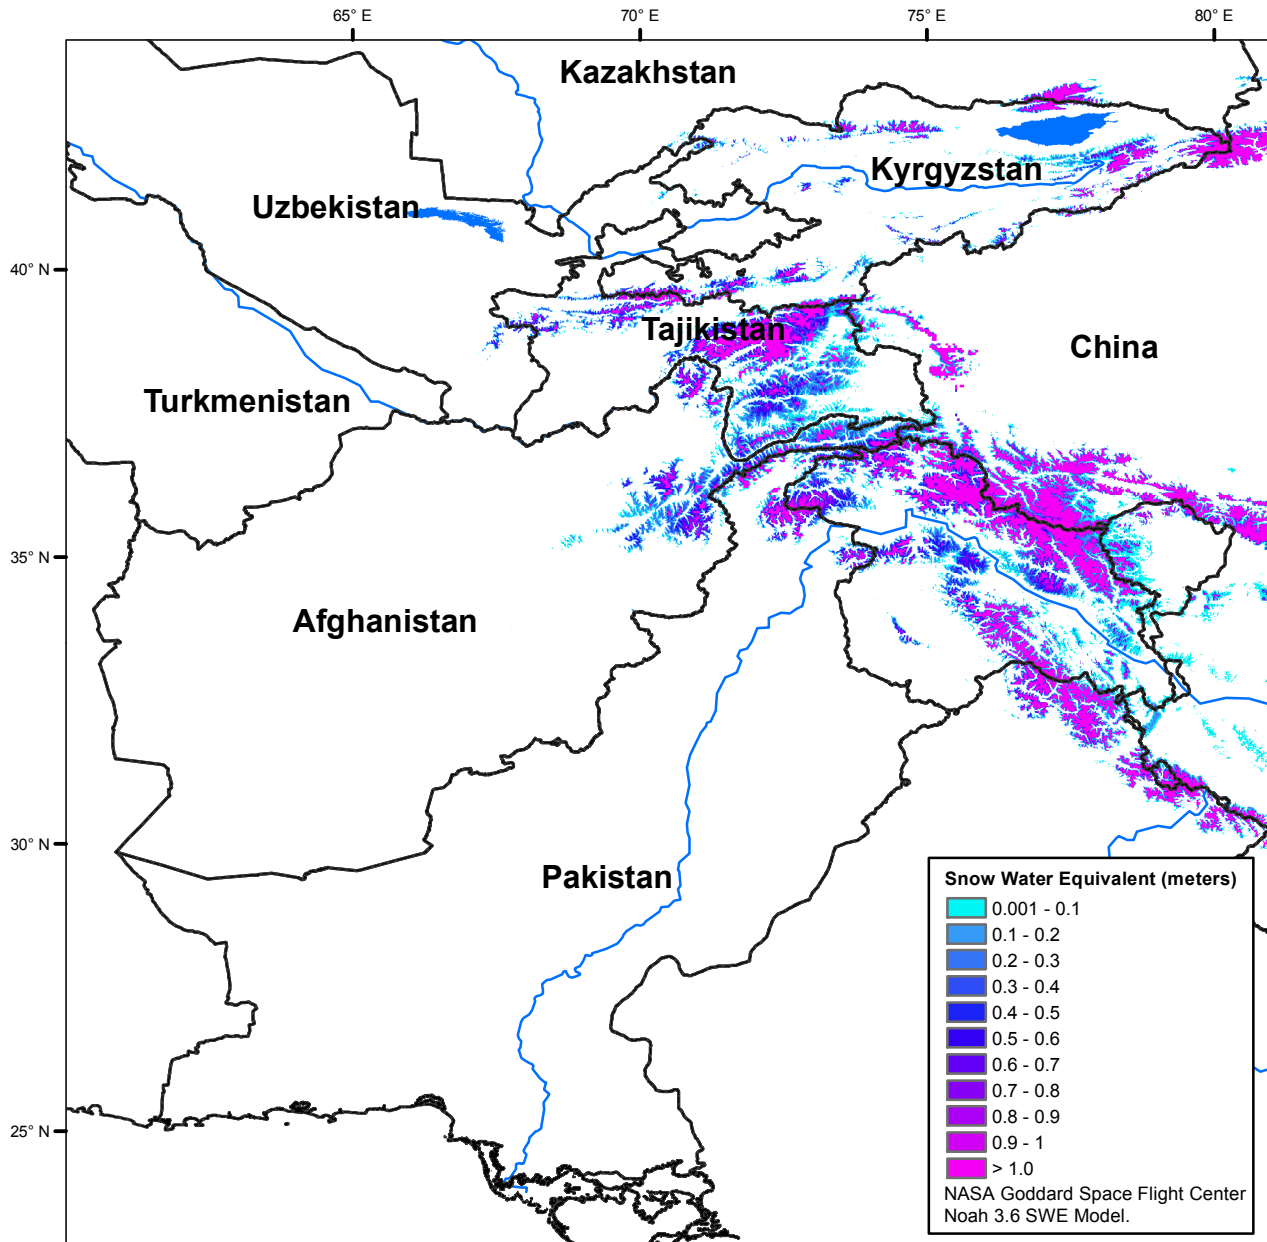 65° E
70° E
75° E
80° E
Kazakhstan
Kyrgyzstan
Uzbekistan
40° N
Tajikistan
China
Turkmenistan
35° N
Afghanistan
30° N
Pakistan
25° N
Snow Water Equivalent (meters)
0.001 - 0.1
0.1 - 0.2
0.2 - 0.3
0.3 - 0.4
0.4 - 0.5
0.5 - 0.6
0.6 - 0.7
0.7 - 0.8
0.8 - 0.9
0.9 - 1
> 1.0
NASA Goddard Space Flight Center
Noah 3.6 SWE Model.